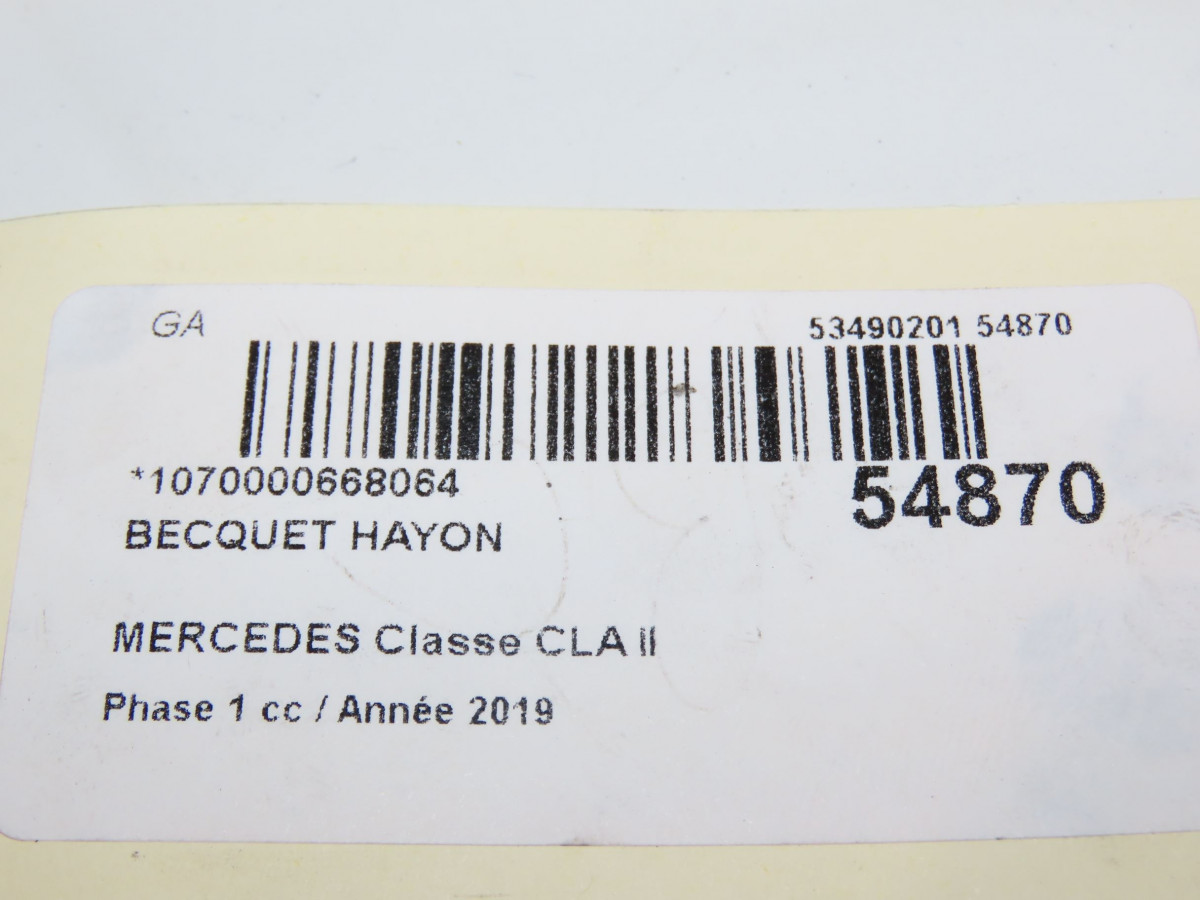 GA
53490201 54870
*1070000668064
54870
BECQUET HAYON
MERCEDES Classe CLA II
Phase 1 cc / Année 2019